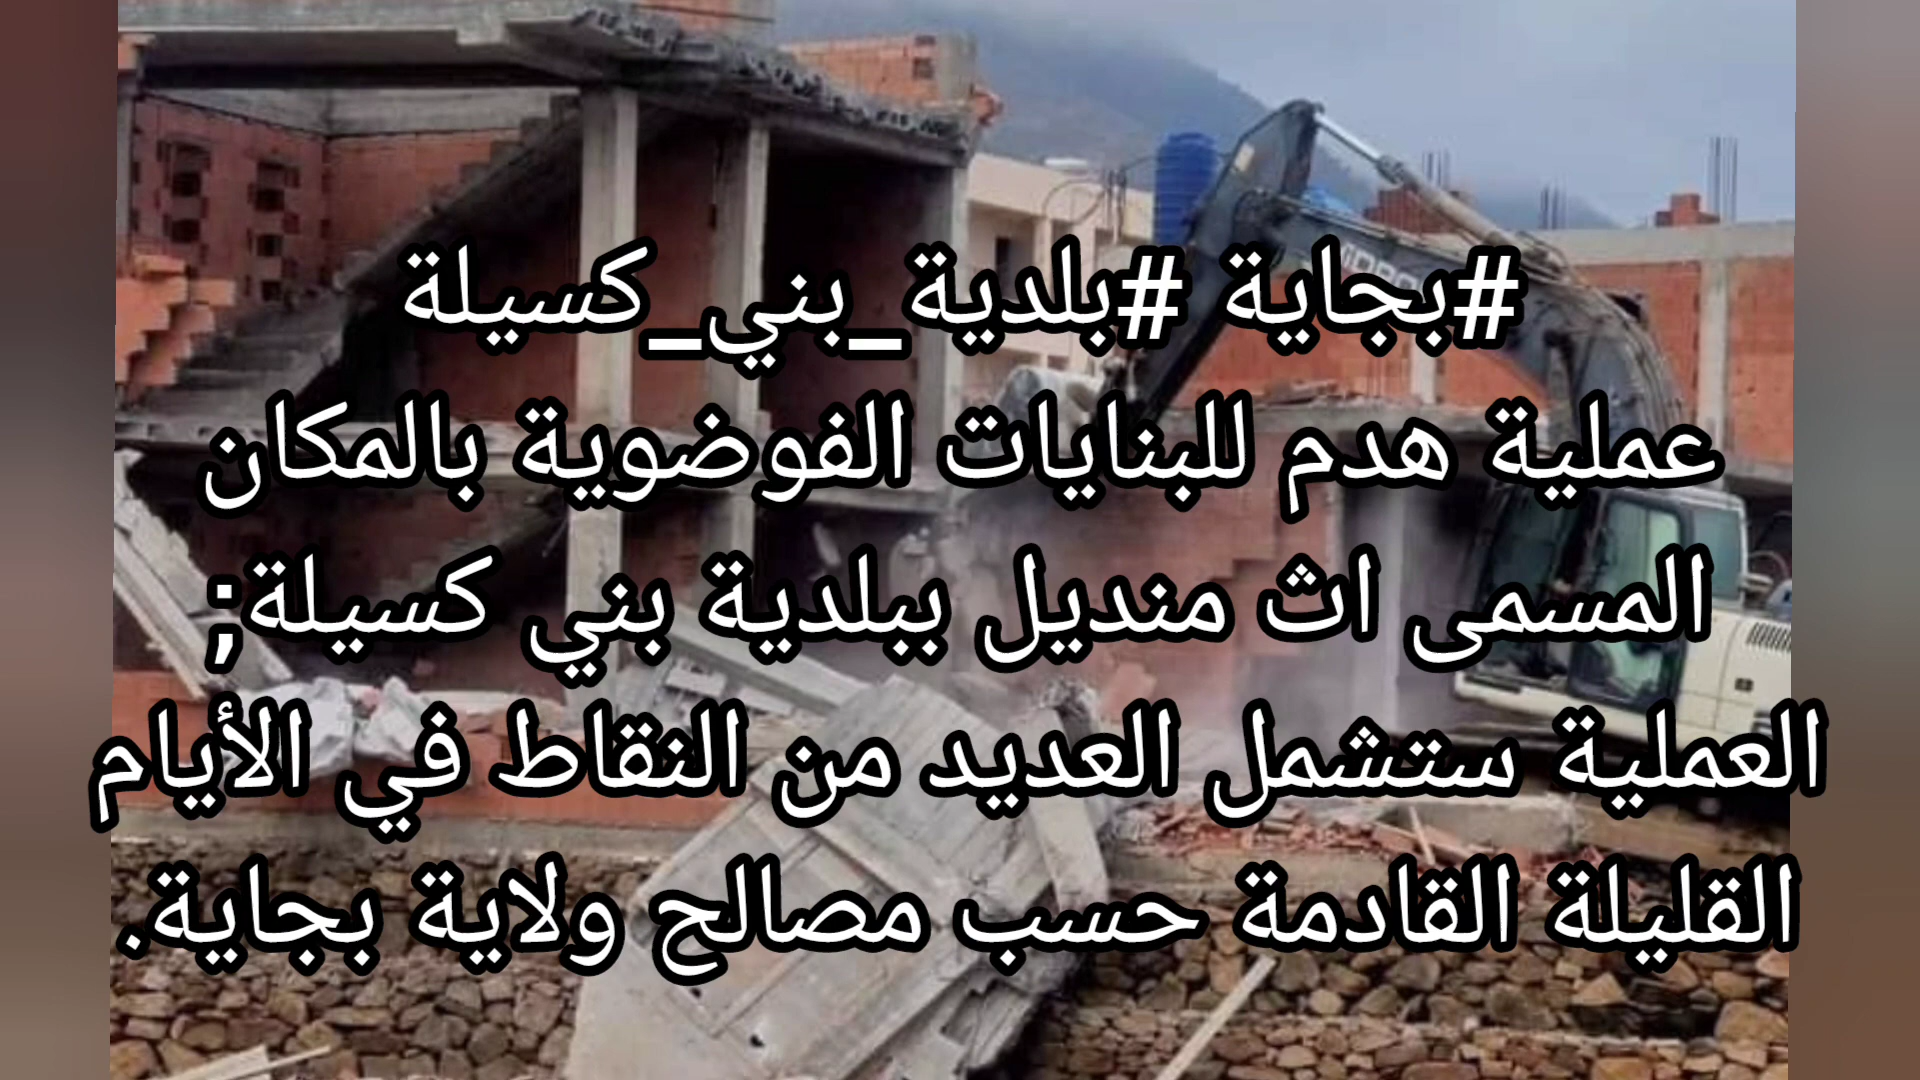 #بجاية #بلدية_بني_كسيلة
عملية هدم للبنايات الفوضوية بالمكان
المسمى اث منديل ببلدية بني كسيلة;
العملية ستشمل العديد من النقاط في الأيام
القليلة القادمة حسب مصالح ولاية بجاية.